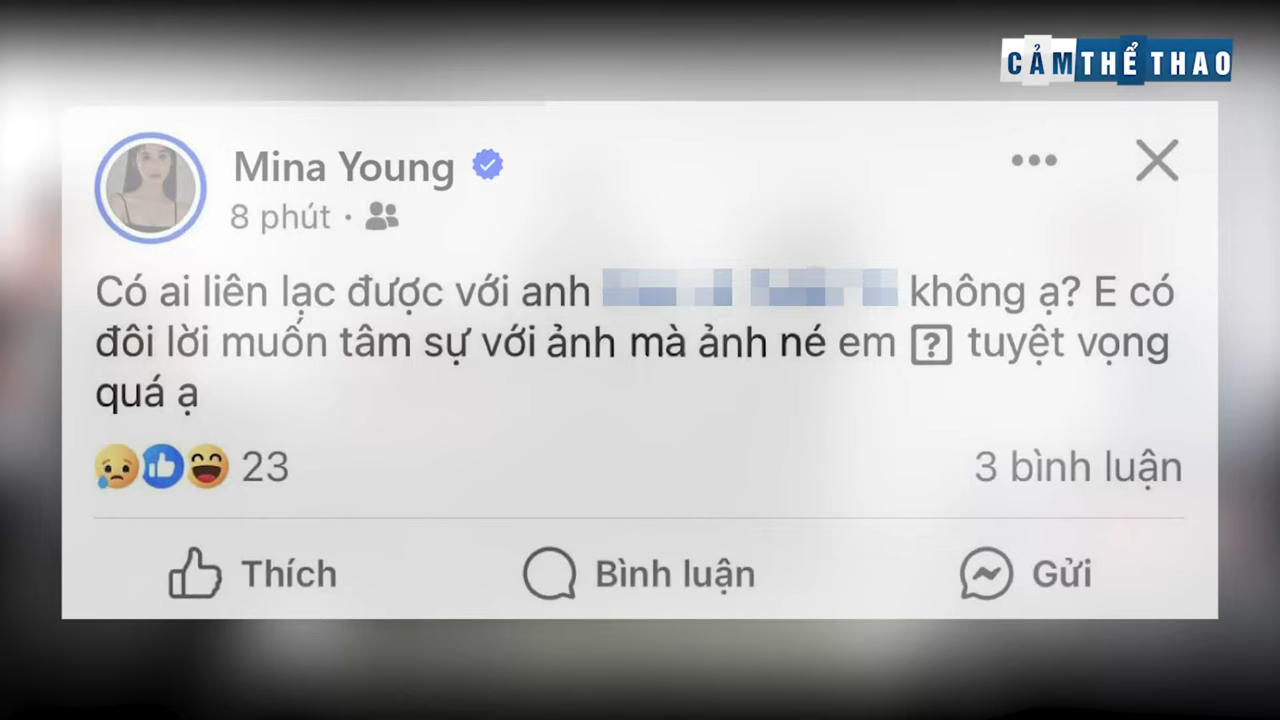 CẢM THỂ THAO
Mina Young
8 phút ·
Có ai liên lạc được với anh không ạ? E có
đôi lời muốn tâm sự với ảnh mà ảnh né em ? tuyệt vọng
quá ạ
23
3 bình luận
Thích
Bình luận
Gửi